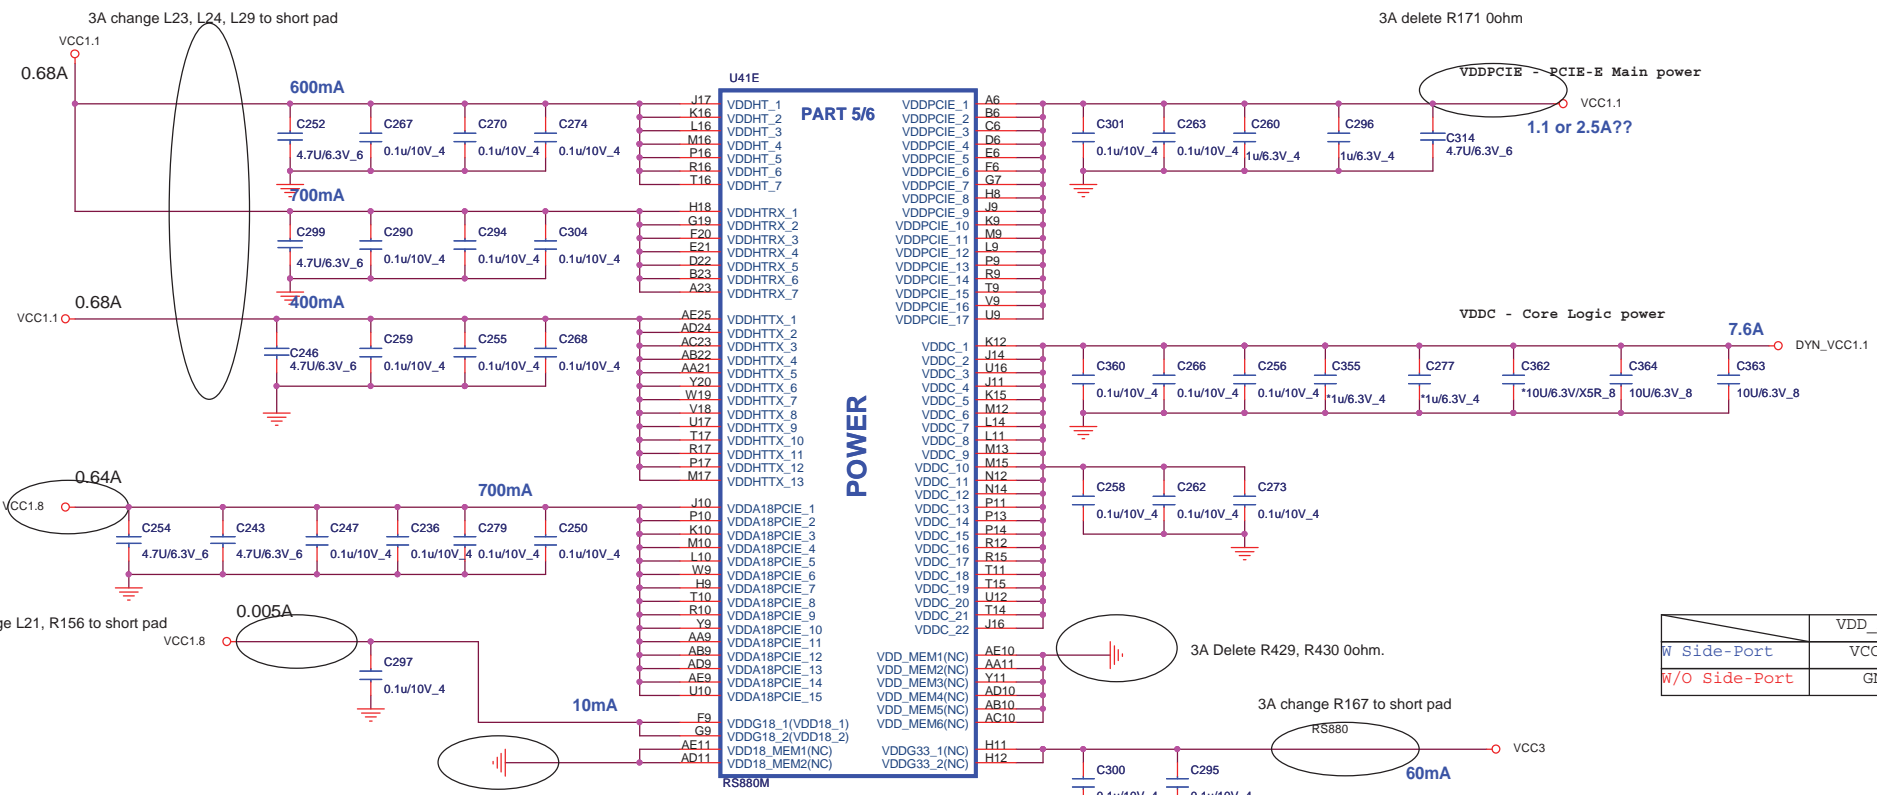 3A change L23, L24, L29 to short pad
3A delete R171 0ohm
VCC1.1
0.68A
600mA
U41E
VDDPCIE - PCIE-E Main power
VCC1.1
1.1 or 2.5A??
PART 5/6
POWER
RS880M
J17 VDDHT_1
K16 VDDHT_2
L16 VDDHT_3
M16 VDDHT_4
P16 VDDHT_5
R16 VDDHT_6
T16 VDDHT_7
H18 VDDHTRX_1
G19 VDDHTRX_2
F20 VDDHTRX_3
E21 VDDHTRX_4
D22 VDDHTRX_5
B23 VDDHTRX_6
A23 VDDHTRX_7
AE25 VDDHTTX_1
AD24 VDDHTTX_2
AC23 VDDHTTX_3
AB22 VDDHTTX_4
AA21 VDDHTTX_5
Y20 VDDHTTX_6
W19 VDDHTTX_7
V18 VDDHTTX_8
U17 VDDHTTX_9
T17 VDDHTTX_10
R17 VDDHTTX_11
P17 VDDHTTX_12
M17 VDDHTTX_13
J10 VDDA18PCIE_1
P10 VDDA18PCIE_2
K10 VDDA18PCIE_3
M10 VDDA18PCIE_4
L10 VDDA18PCIE_5
W9 VDDA18PCIE_6
H9 VDDA18PCIE_7
T10 VDDA18PCIE_8
R10 VDDA18PCIE_9
Y9 VDDA18PCIE_10
AA9 VDDA18PCIE_11
AB9 VDDA18PCIE_12
AD9 VDDA18PCIE_13
AE9 VDDA18PCIE_14
U10 VDDA18PCIE_15
F9 VDDG18_1(VDD18_1)
G9 VDDG18_2(VDD18_2)
AE11 VDD18_MEM1(NC)
AD11 VDD18_MEM2(NC)
VDDPCIE_1 A6
VDDPCIE_2 B6
VDDPCIE_3 C6
VDDPCIE_4 D6
VDDPCIE_5 E6
VDDPCIE_6 F6
VDDPCIE_7 G7
VDDPCIE_8 H8
VDDPCIE_9 J9
VDDPCIE_10 K9
VDDPCIE_11 M9
VDDPCIE_12 L9
VDDPCIE_13 P9
VDDPCIE_14 R9
VDDPCIE_15 T9
VDDPCIE_16 V9
VDDPCIE_17 U9
VDDC_1 K12
VDDC_2 J14
VDDC_3 U16
VDDC_4 J11
VDDC_5 K15
VDDC_6 M12
VDDC_7 L14
VDDC_8 L11
VDDC_9 M13
VDDC_10 M15
VDDC_11 N12
VDDC_12 N14
VDDC_13 P11
VDDC_14 P13
VDDC_15 P14
VDDC_16 R12
VDDC_17 R15
VDDC_18 T11
VDDC_19 T15
VDDC_20 U12
VDDC_21 T14
VDDC_22 J16
VDD_MEM1(NC) AE10
VDD_MEM2(NC) AA11
VDD_MEM3(NC) Y11
VDD_MEM4(NC) AD10
VDD_MEM5(NC) AB10
VDD_MEM6(NC) AC10
VDDG33_1(NC) H11
VDDG33_2(NC) H12
C252 4.7U/6.3V_6
C267 0.1u/10V_4
C270 0.1u/10V_4
C274 0.1u/10V_4
700mA
C299 4.7U/6.3V_6
C290 0.1u/10V_4
C294 0.1u/10V_4
C304 0.1u/10V_4
0.68A
VCC1.1
400mA
C246 4.7U/6.3V_6
C259 0.1u/10V_4
C255 0.1u/10V_4
C268 0.1u/10V_4
0.64A
VCC1.8
700mA
C254 4.7U/6.3V_6
C243 4.7U/6.3V_6
C247 0.1u/10V_4
C236 0.1u/10V_4
C279 0.1u/10V_4
C250 0.1u/10V_4
0.005A
ge L21, R156 to short pad
VCC1.8
C297 0.1u/10V_4
10mA
C301 0.1u/10V_4
C263 0.1u/10V_4
C260 1u/6.3V_4
C296 1u/6.3V_4
C314 4.7U/6.3V_6
VDDC - Core Logic power
7.6A
DYN_VCC1.1
C360 0.1u/10V_4
C266 0.1u/10V_4
C256 0.1u/10V_4
C355 *1u/6.3V_4
C277 *1u/6.3V_4
C362 *10U/6.3V/X5R_8
C364 10U/6.3V_8
C363 10U/6.3V_8
C258 0.1u/10V_4
C262 0.1u/10V_4
C273 0.1u/10V_4
3A Delete R429, R430 0ohm.
VDD_
W Side-Port VCC
W/O Side-Port
3A change R167 to short pad
RS880
VCC3
60mA
C300 0.1u/10V_4
C295 0.1u/10V_4